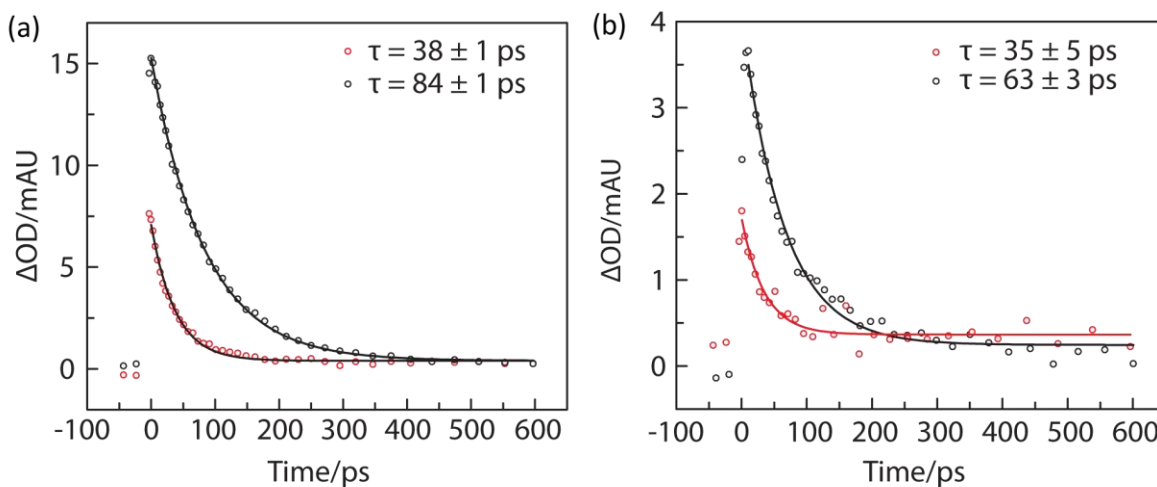 (a)
τ = 38 ± 1 ps
τ = 84 ± 1 ps
15
10
5
0
ΔOD/mAU
-100
0
100
200
300
400
500
600
Time/ps
(b)
τ = 35 ± 5 ps
τ = 63 ± 3 ps
4
3
2
1
0
ΔOD/mAU
-100
0
100
200
300
400
500
600
Time/ps